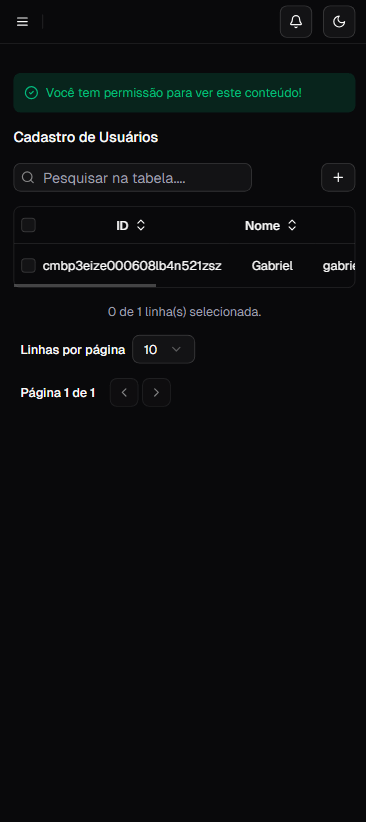 Você tem permissão para ver este conteúdo!
Cadastro de Usuários
Pesquisar na tabela....
ID Nome
cmbp3eize000608lb4n521zsz Gabriel gabrie
0 de 1 linha(s) selecionada.
Linhas por página 10
Página 1 de 1